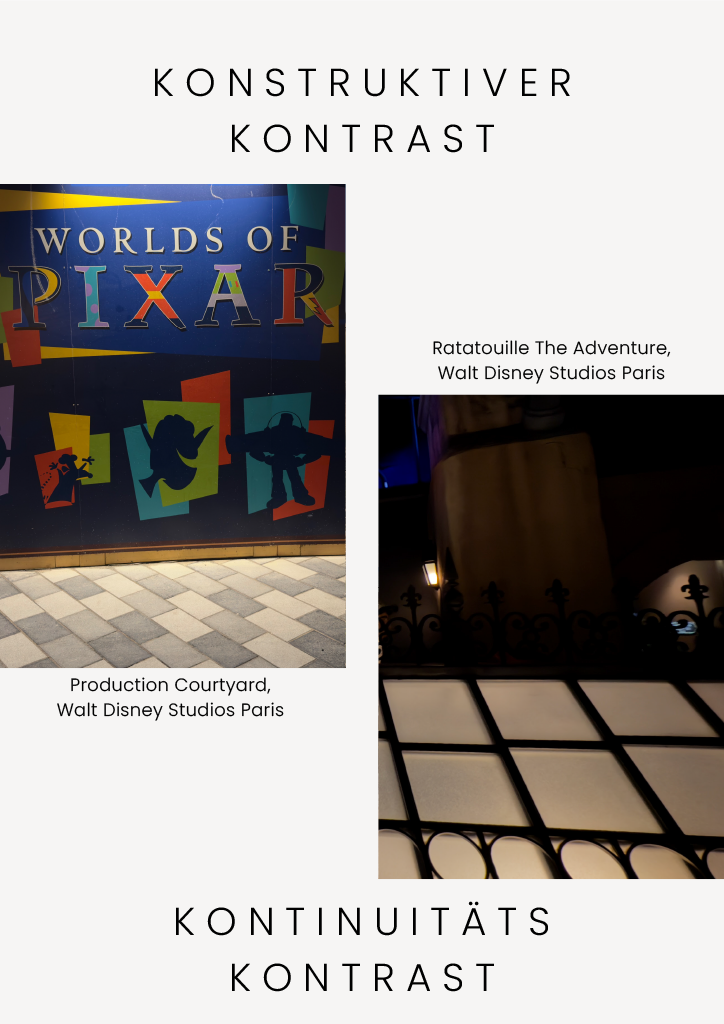 KONSTRUKTIVER
KONTRAST
WORLDS OF
PIXAR
Ratatouille The Adventure,
Walt Disney Studios Paris
Production Courtyard,
Walt Disney Studios Paris
KONTINUITÄTS
KONTRAST